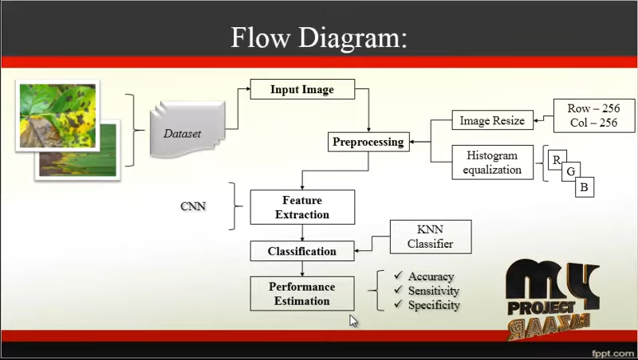 Flow Diagram:
Input Image
Dataset
Preprocessing
Image Resize
Row – 256
Col – 256
Histogram
equalization
R
G
B
CNN
Feature
Extraction
Classification
KNN
Classifier
Performance
Estimation
✓ Accuracy
✓ Sensitivity
✓ Specificity
MY
PROJECT
BAZAAR
fppt.com